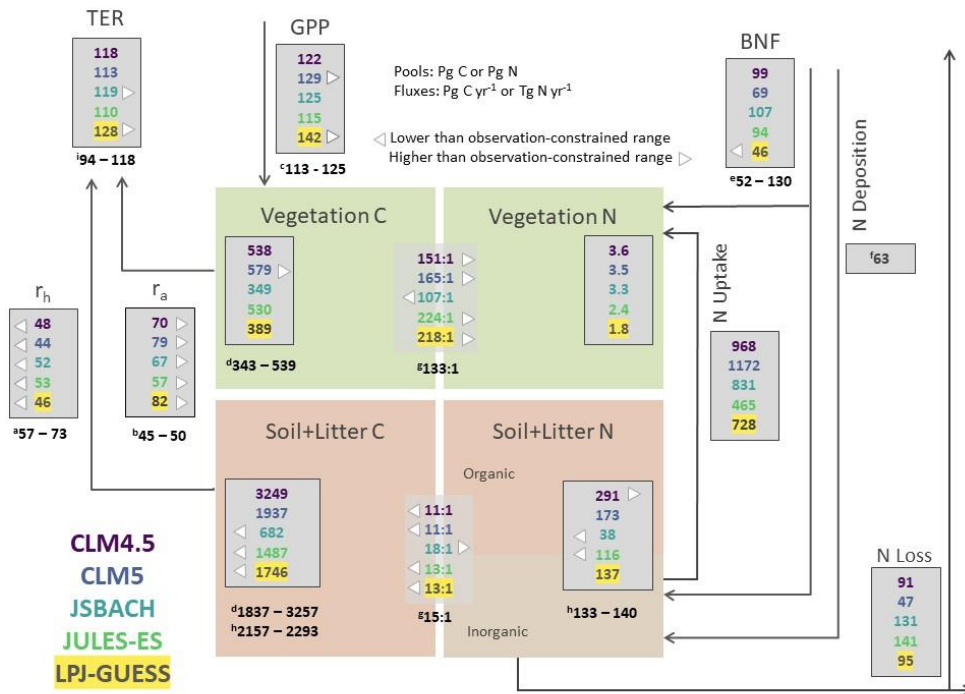 TER
118
113
119
110
128
ⁱ94 – 118
GPP
122
129
125
115
142
ᶜ113 - 125
Pools: Pg C or Pg N
Fluxes: Pg C yr⁻¹ or Tg N yr⁻¹
Lower than observation-constrained range
Higher than observation-constrained range
BNF
99
69
107
94
46
ᵉ52 – 130
N Deposition
ᶠ63
Vegetation C
538
579
349
530
389
ᵈ343 – 539
151:1
165:1
107:1
224:1
218:1
ᵍ133:1
Vegetation N
3.6
3.5
3.3
2.4
1.8
N Uptake
968
1172
831
465
728
rₕ
48
44
52
53
46
ᵃ57 – 73
rₐ
70
79
67
57
82
ᵇ45 – 50
Soil+Litter C
3249
1937
682
1487
1746
ᵈ1837 – 3257
ʰ2157 – 2293
11:1
11:1
18:1
13:1
13:1
ᵍ15:1
Soil+Litter N
Organic
291
173
38
116
137
ʰ133 – 140
Inorganic
N Loss
91
47
131
141
95
CLM4.5
CLM5
JSBACH
JULES-ES
LPJ-GUESS